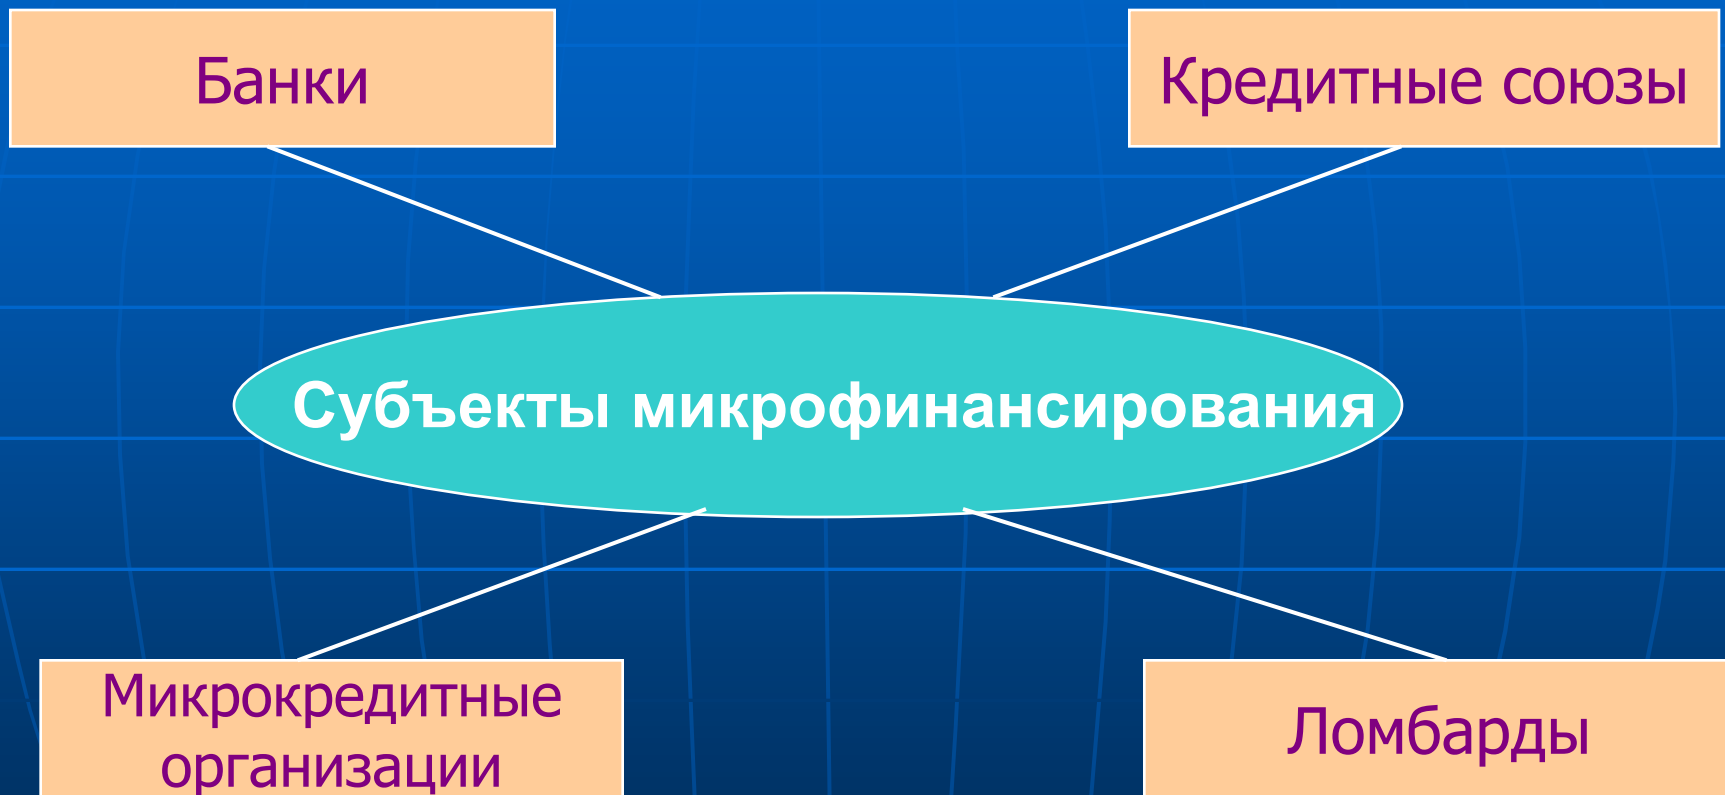 Банки
Кредитные союзы
Субъекты микрофинансирования
Микрокредитные
организации
Ломбарды